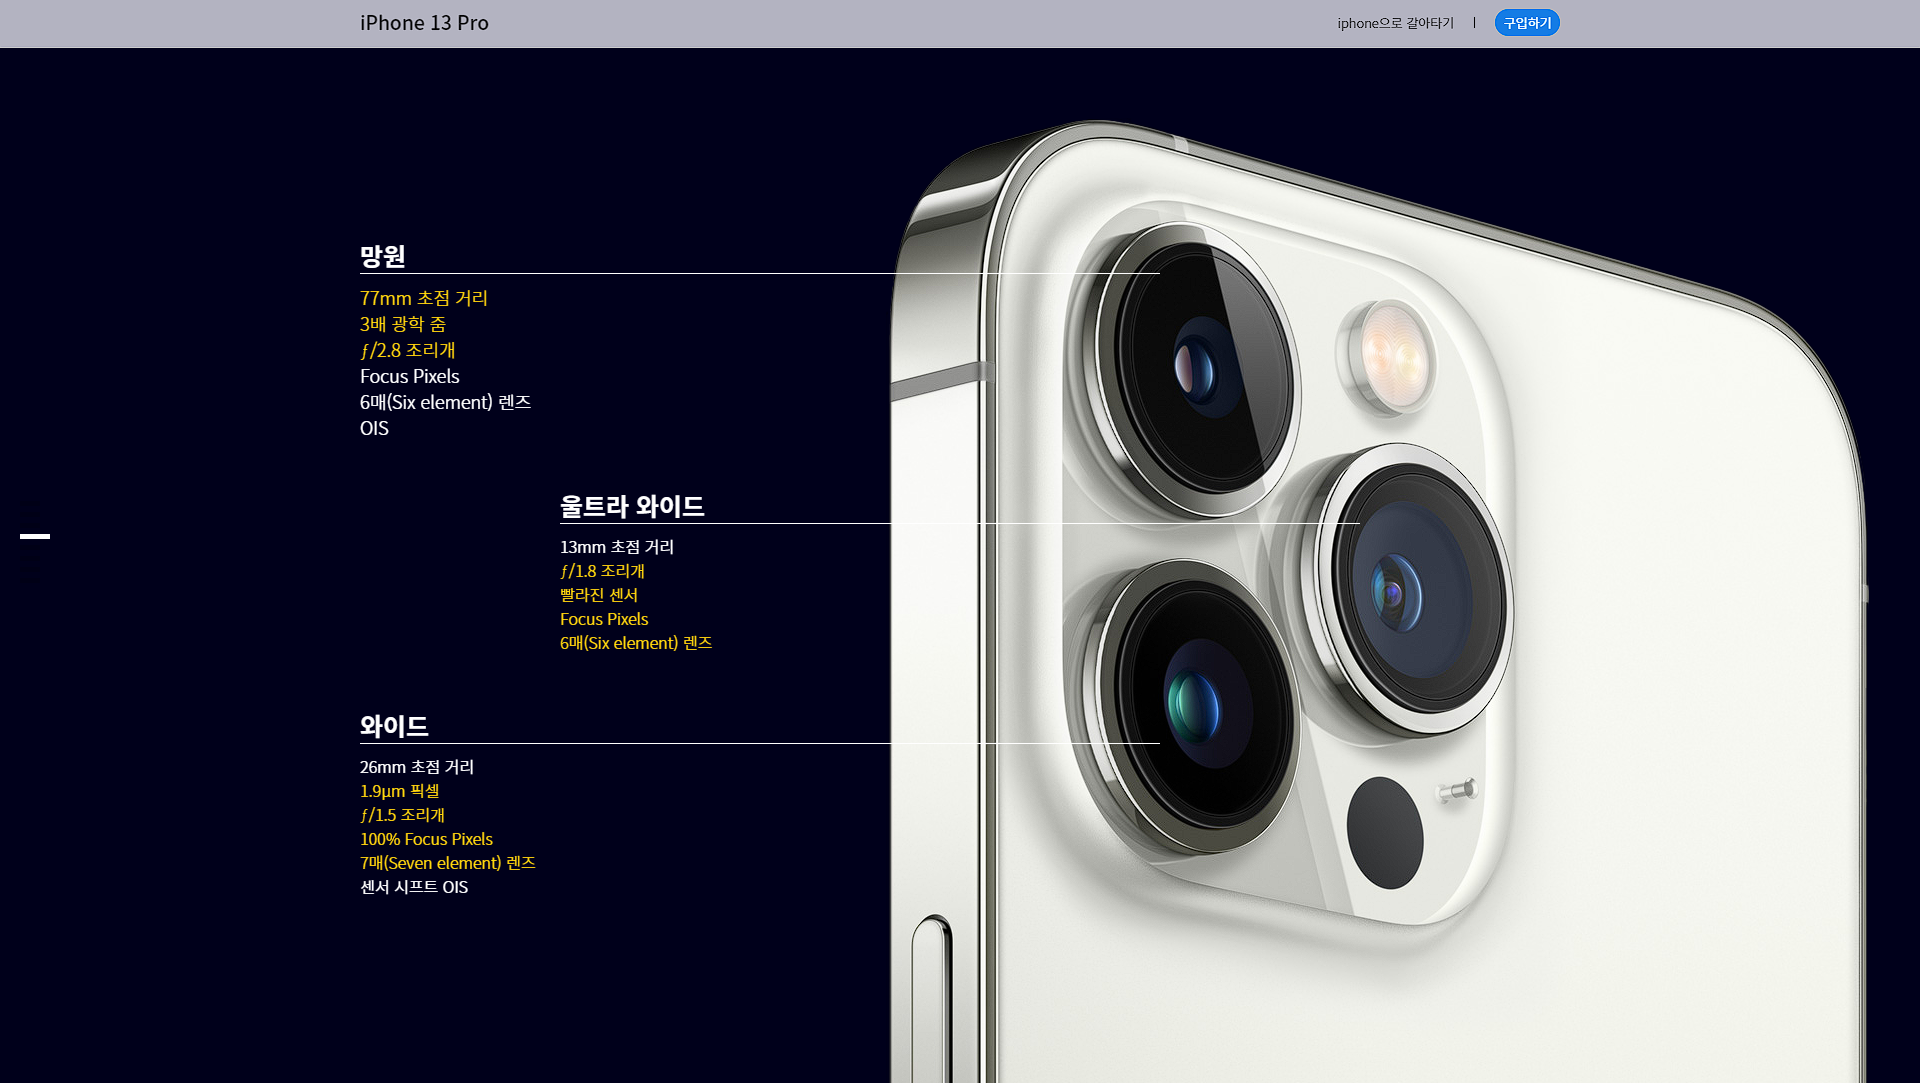 iPhone 13 Pro
iphone으로 갈아타기 | 구입하기
망원
77mm 초점 거리
3배 광학 줌
ƒ/2.8 조리개
Focus Pixels
6매(Six element) 렌즈
OIS
울트라 와이드
13mm 초점 거리
ƒ/1.8 조리개
빨라진 센서
Focus Pixels
6매(Six element) 렌즈
와이드
26mm 초점 거리
1.9µm 픽셀
ƒ/1.5 조리개
100% Focus Pixels
7매(Seven element) 렌즈
센서 시프트 OIS